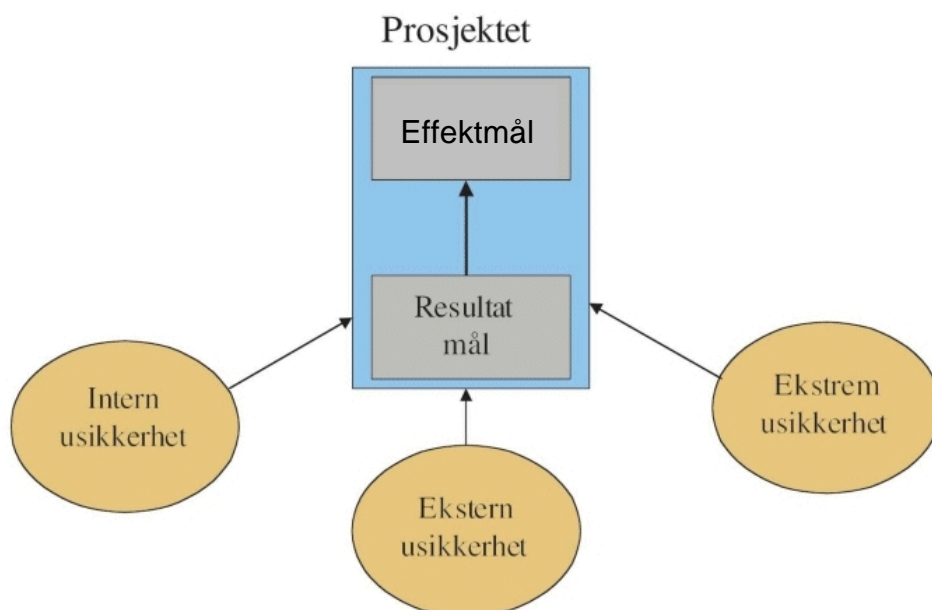 Prosjektet
Effektmål
Resultat
mål
Intern
usikkerhet
Ekstern
usikkerhet
Ekstrem
usikkerhet